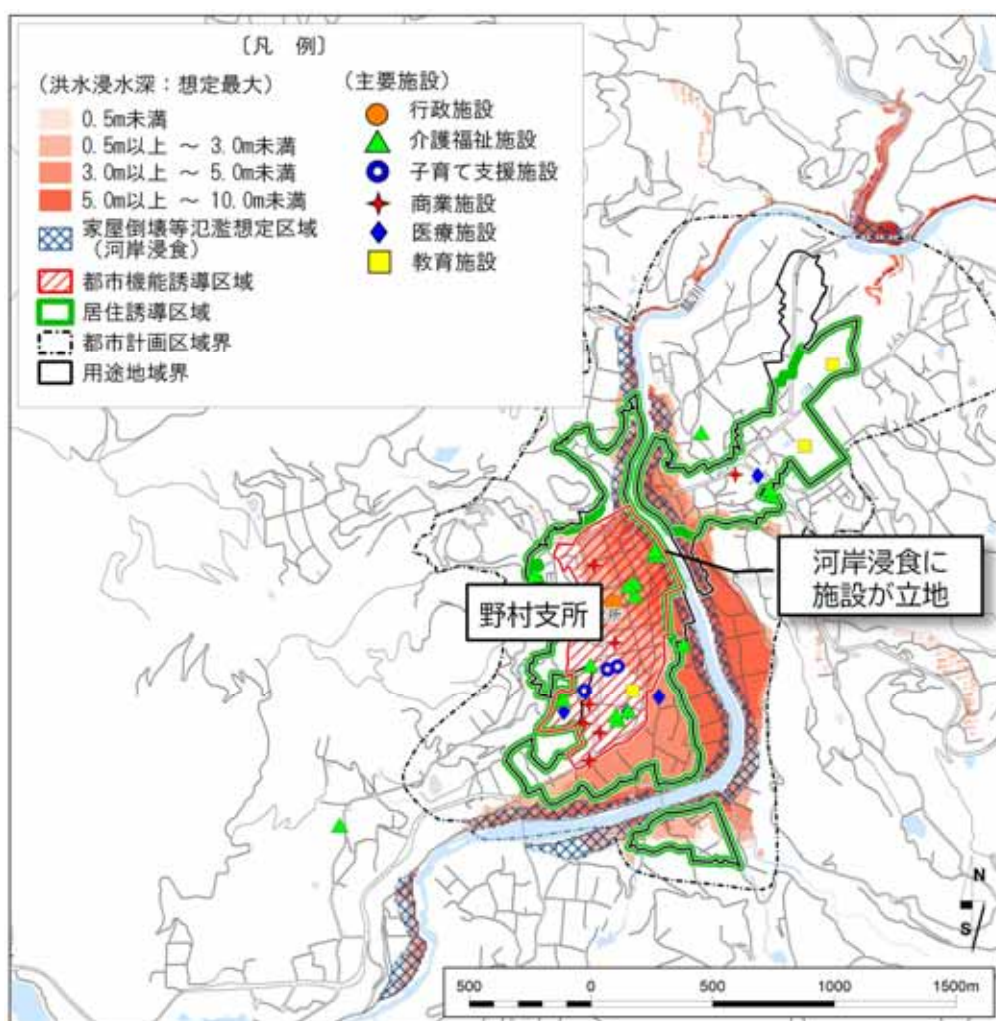 〔凡 例〕
(洪水浸水深:想定最大)
0.5m未満
0.5m以上 ～ 3.0m未満
3.0m以上 ～ 5.0m未満
5.0m以上 ～ 10.0m未満
家屋倒壊等氾濫想定区域
(河岸浸食)
都市機能誘導区域
居住誘導区域
都市計画区域界
用途地域界
(主要施設)
行政施設
介護福祉施設
子育て支援施設
商業施設
医療施設
教育施設
河岸浸食に
施設が立地
野村支所
所
N
S
500 0 500 1000 1500m